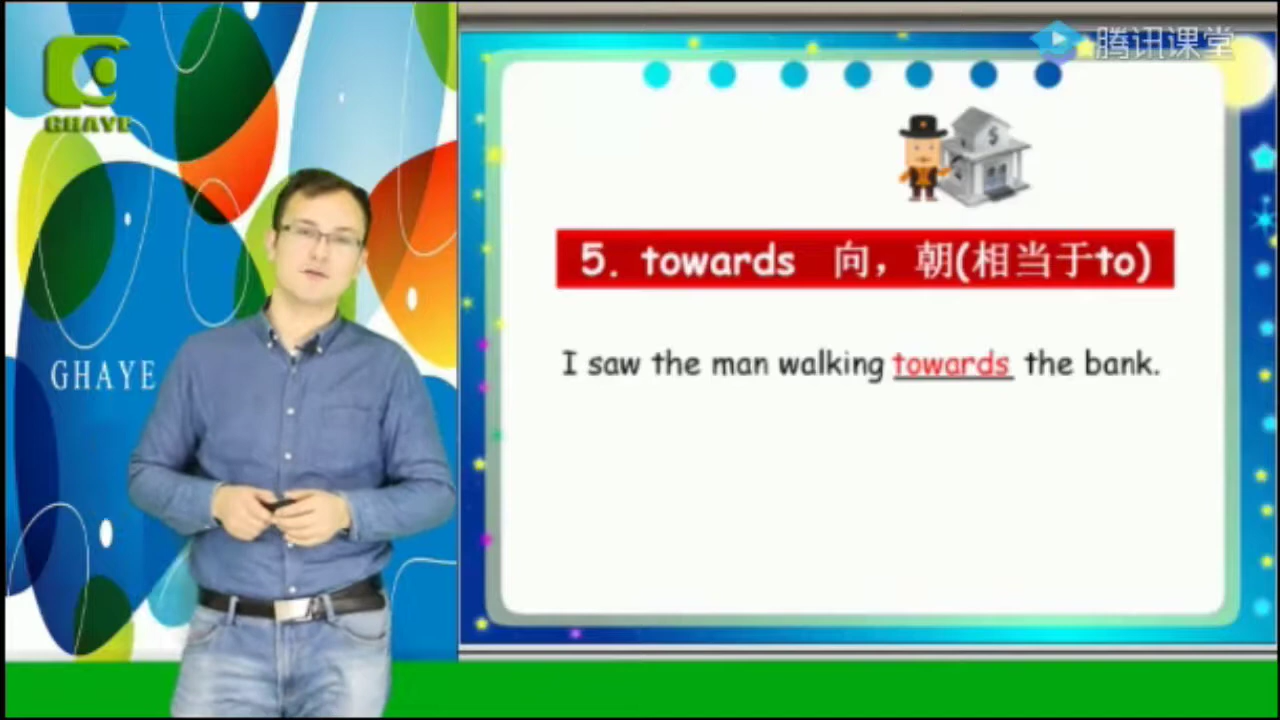 GHAYE
GHAYE
腾讯课堂
$
5. towards 向，朝(相当于to)
I saw the man walking towards the bank.